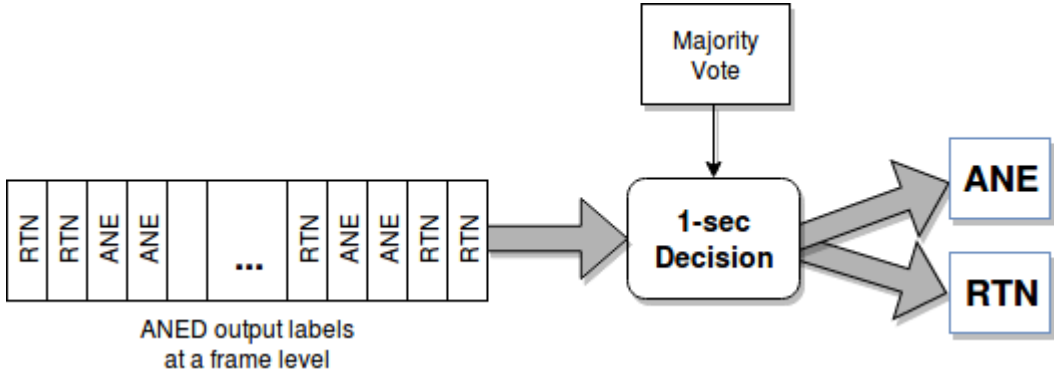 Majority
Vote
RTN
RTN
ANE
ANE
...
RTN
ANE
ANE
RTN
RTN
1-sec
Decision
ANE
RTN
ANED output labels
at a frame level